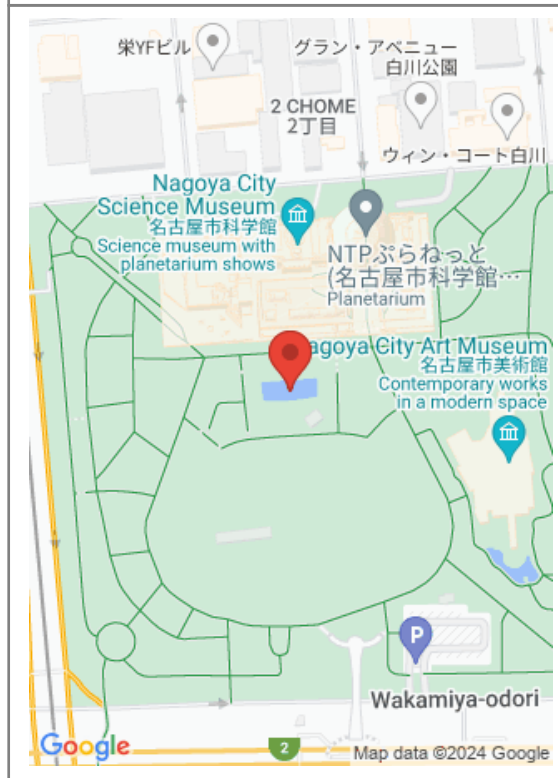 栄YFビル
グラン・アベニュー
白川公園
2 CHOME
2丁目
ウィン・コート白川
Nagoya City
Science Museum
名古屋市科学館
Science museum with
planetarium shows
NTPぷらねっと
(名古屋市科学館…
Planetarium
agoya City Art Museum
名古屋市美術館
Contemporary works
in a modern space
P
Wakamiya-odori
Google
2
Map data ©2024 Google